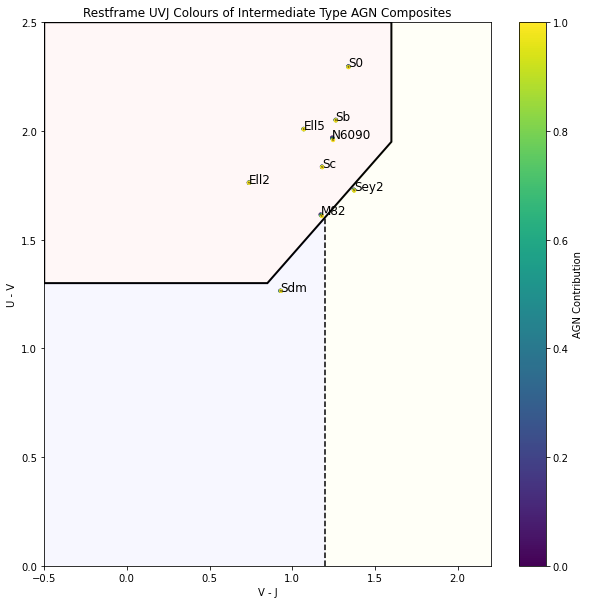 Restframe UVJ Colours of Intermediate Type AGN Composites
2.5
2.0
1.5
1.0
0.5
0.0
U - V
S0
Sb
Ell5
N6090
Sc
Ell2
Sey2
M82
Sdm
−0.5
0.0
0.5
1.0
1.5
2.0
V - J
1.0
0.8
0.6
0.4
0.2
0.0
AGN Contribution